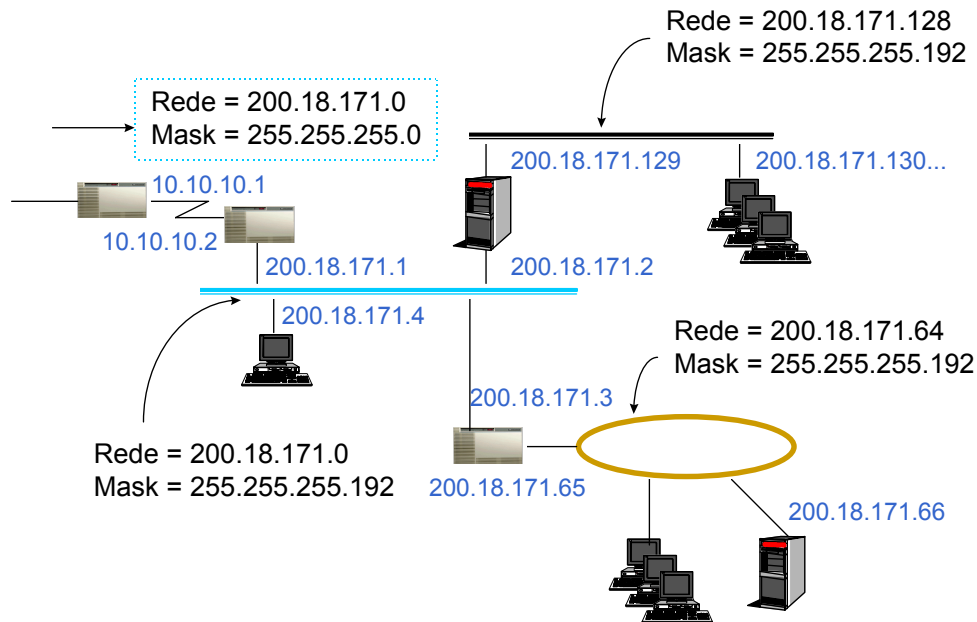 Rede = 200.18.171.128
Mask = 255.255.255.192
Rede = 200.18.171.0
Mask = 255.255.255.0
200.18.171.129
200.18.171.130...
10.10.10.1
10.10.10.2
200.18.171.1
200.18.171.2
200.18.171.4
Rede = 200.18.171.64
Mask = 255.255.255.192
200.18.171.3
Rede = 200.18.171.0
Mask = 255.255.255.192
200.18.171.65
200.18.171.66